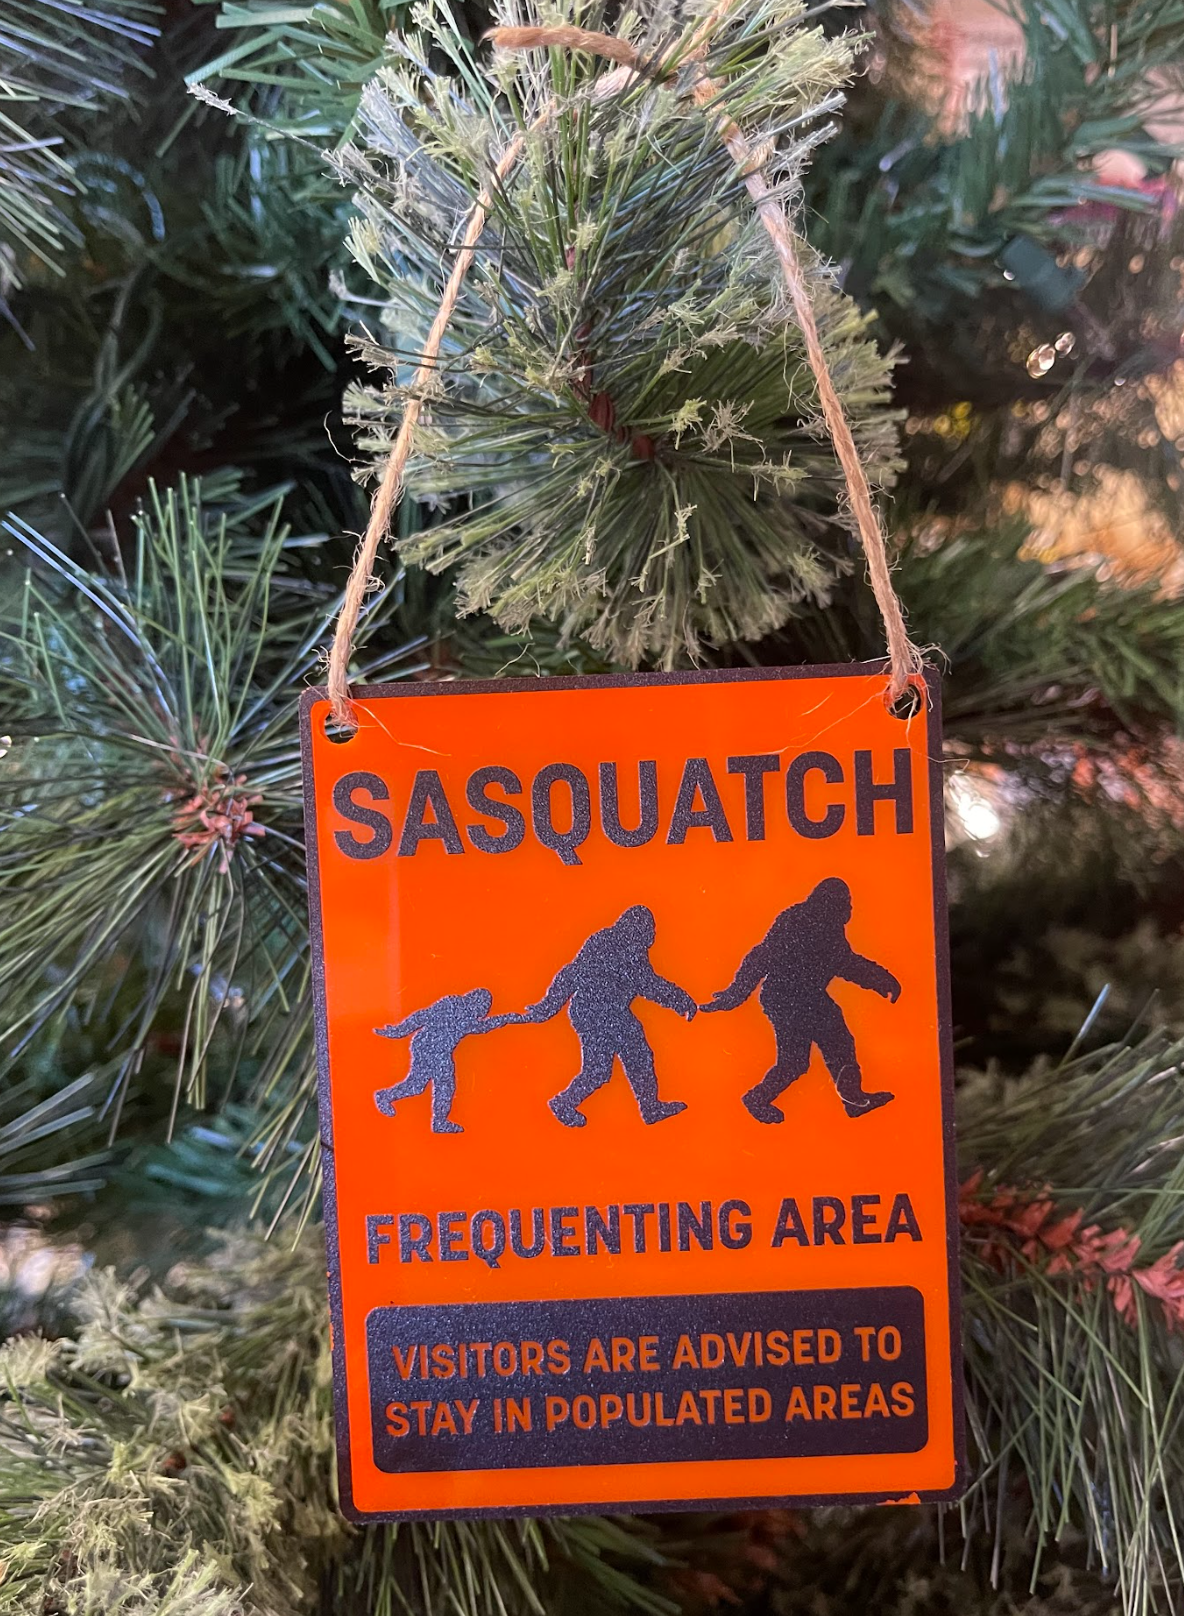 SASQUATCH
FREQUENTING AREA
VISITORS ARE ADVISED TO
STAY IN POPULATED AREAS